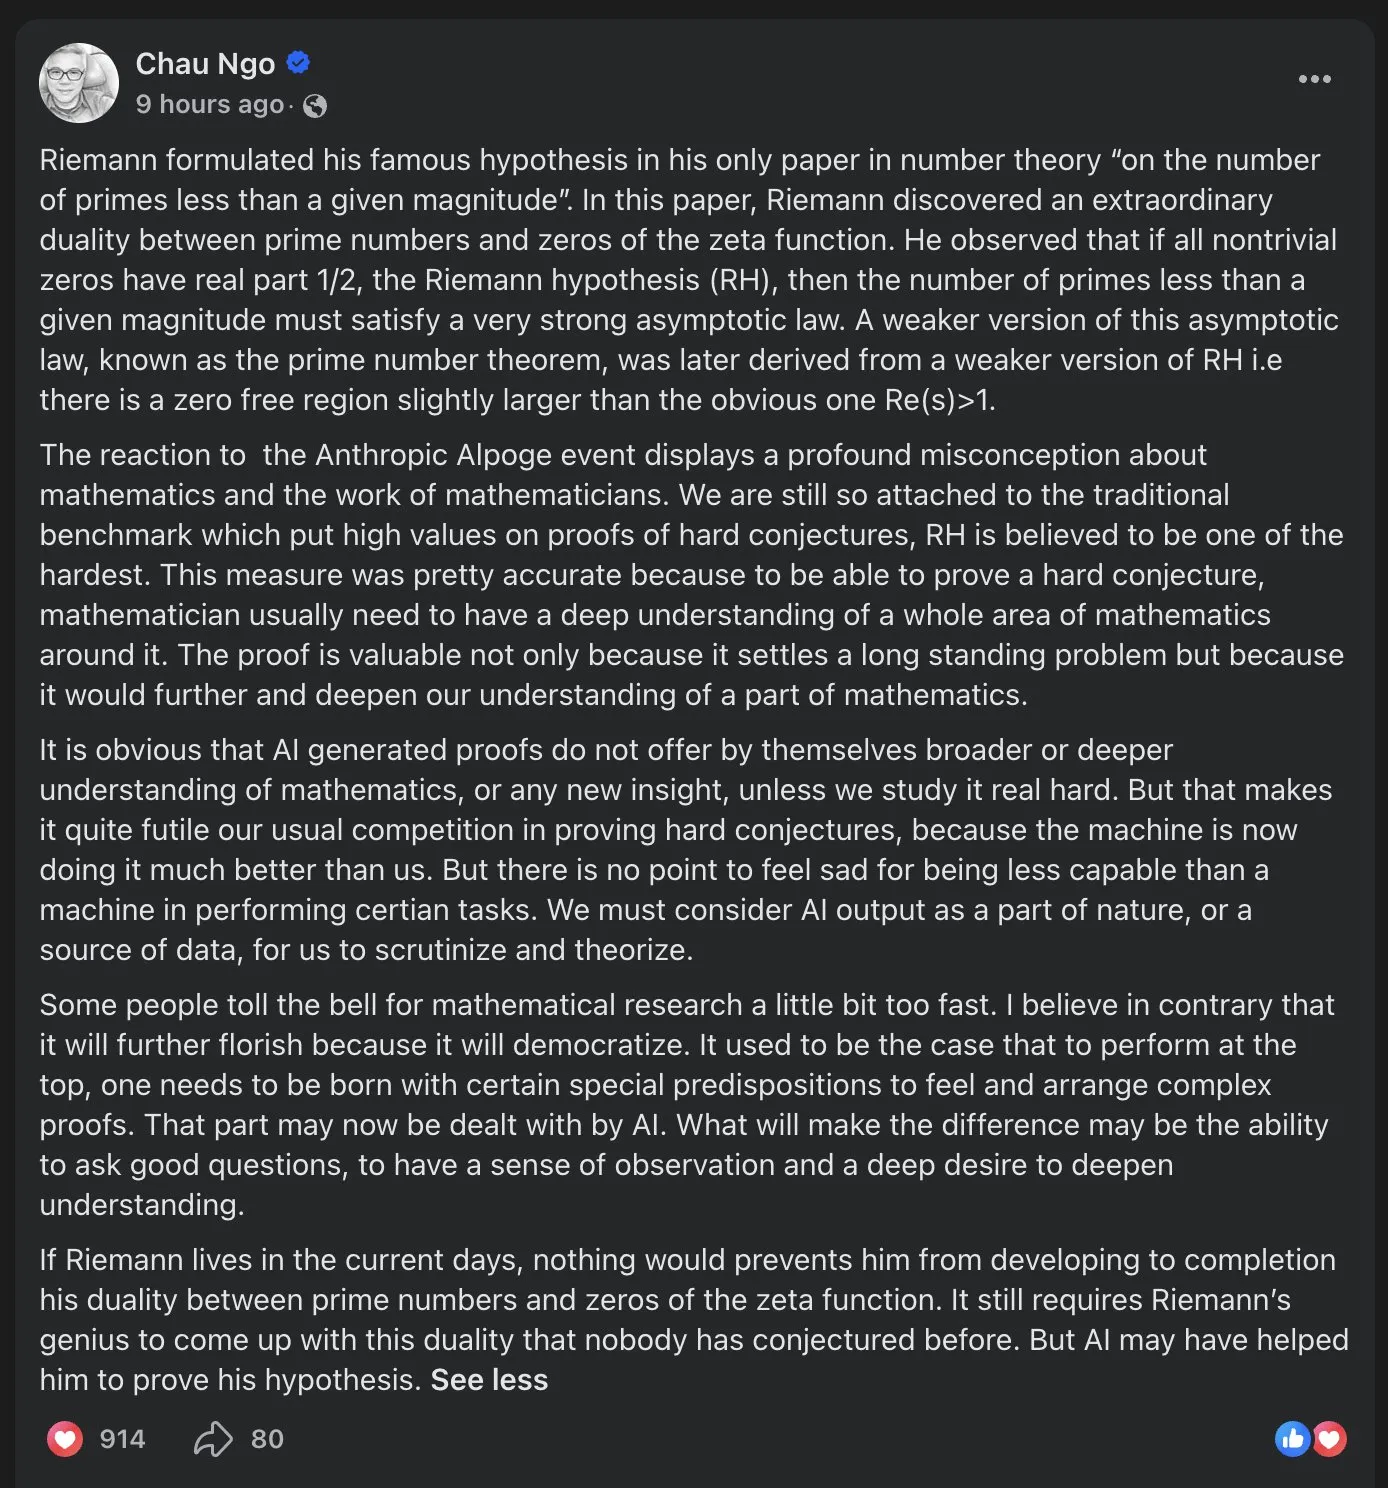 Chau Ngo
9 hours ago ·
Riemann formulated his famous hypothesis in his only paper in number theory “on the number
of primes less than a given magnitude”. In this paper, Riemann discovered an extraordinary
duality between prime numbers and zeros of the zeta function. He observed that if all nontrivial
zeros have real part 1/2, the Riemann hypothesis (RH), then the number of primes less than a
given magnitude must satisfy a very strong asymptotic law. A weaker version of this asymptotic
law, known as the prime number theorem, was later derived from a weaker version of RH i.e
there is a zero free region slightly larger than the obvious one Re(s)>1.
The reaction to  the Anthropic Alpoge event displays a profound misconception about
mathematics and the work of mathematicians. We are still so attached to the traditional
benchmark which put high values on proofs of hard conjectures, RH is believed to be one of the
hardest. This measure was pretty accurate because to be able to prove a hard conjecture,
mathematician usually need to have a deep understanding of a whole area of mathematics
around it. The proof is valuable not only because it settles a long standing problem but because
it would further and deepen our understanding of a part of mathematics.
It is obvious that AI generated proofs do not offer by themselves broader or deeper
understanding of mathematics, or any new insight, unless we study it real hard. But that makes
it quite futile our usual competition in proving hard conjectures, because the machine is now
doing it much better than us. But there is no point to feel sad for being less capable than a
machine in performing certian tasks. We must consider AI output as a part of nature, or a
source of data, for us to scrutinize and theorize.
Some people toll the bell for mathematical research a little bit too fast. I believe in contrary that
it will further florish because it will democratize. It used to be the case that to perform at the
top, one needs to be born with certain special predispositions to feel and arrange complex
proofs. That part may now be dealt with by AI. What will make the difference may be the ability
to ask good questions, to have a sense of observation and a deep desire to deepen
understanding.
If Riemann lives in the current days, nothing would prevents him from developing to completion
his duality between prime numbers and zeros of the zeta function. It still requires Riemann’s
genius to come up with this duality that nobody has conjectured before. But AI may have helped
him to prove his hypothesis. See less
914 80